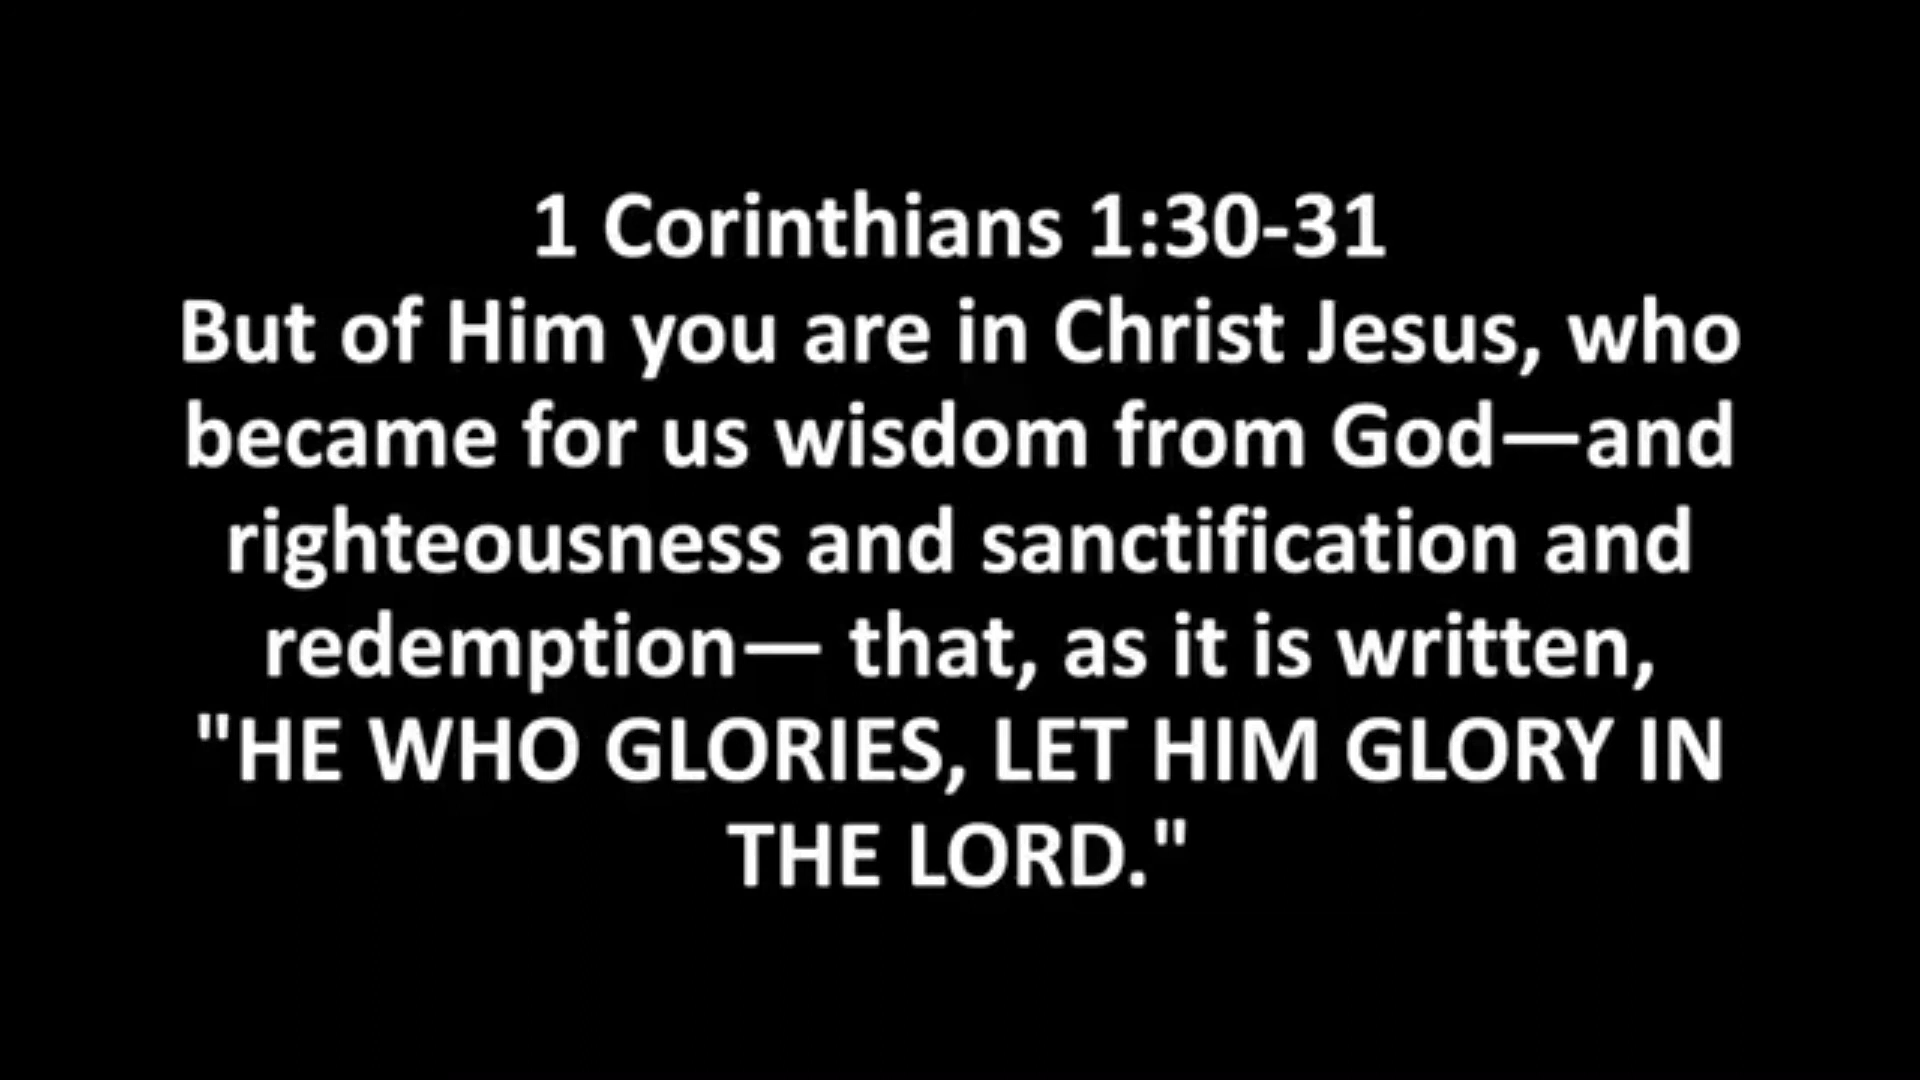 1 Corinthians 1:30-31
But of Him you are in Christ Jesus, who
became for us wisdom from God—and
righteousness and sanctification and
redemption— that, as it is written,
"HE WHO GLORIES, LET HIM GLORY IN
THE LORD."